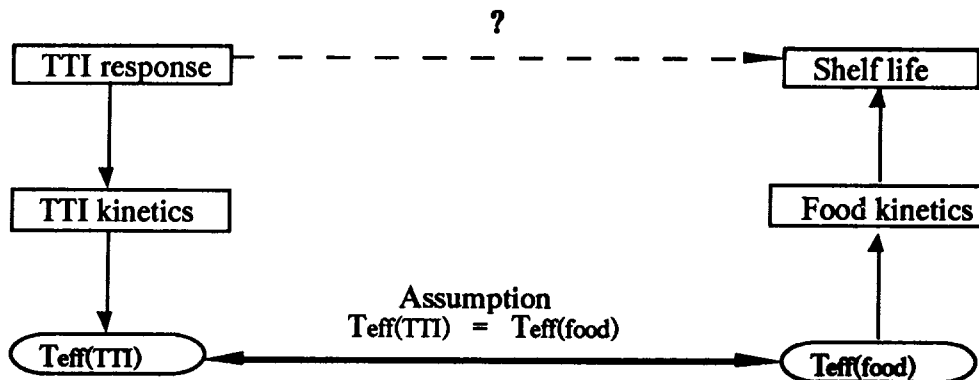 ?
TTI response
Shelf life
TTI kinetics
Food kinetics
Assumption
Teff(TTI) = Teff(food)
Teff(TTI)
Teff(food)